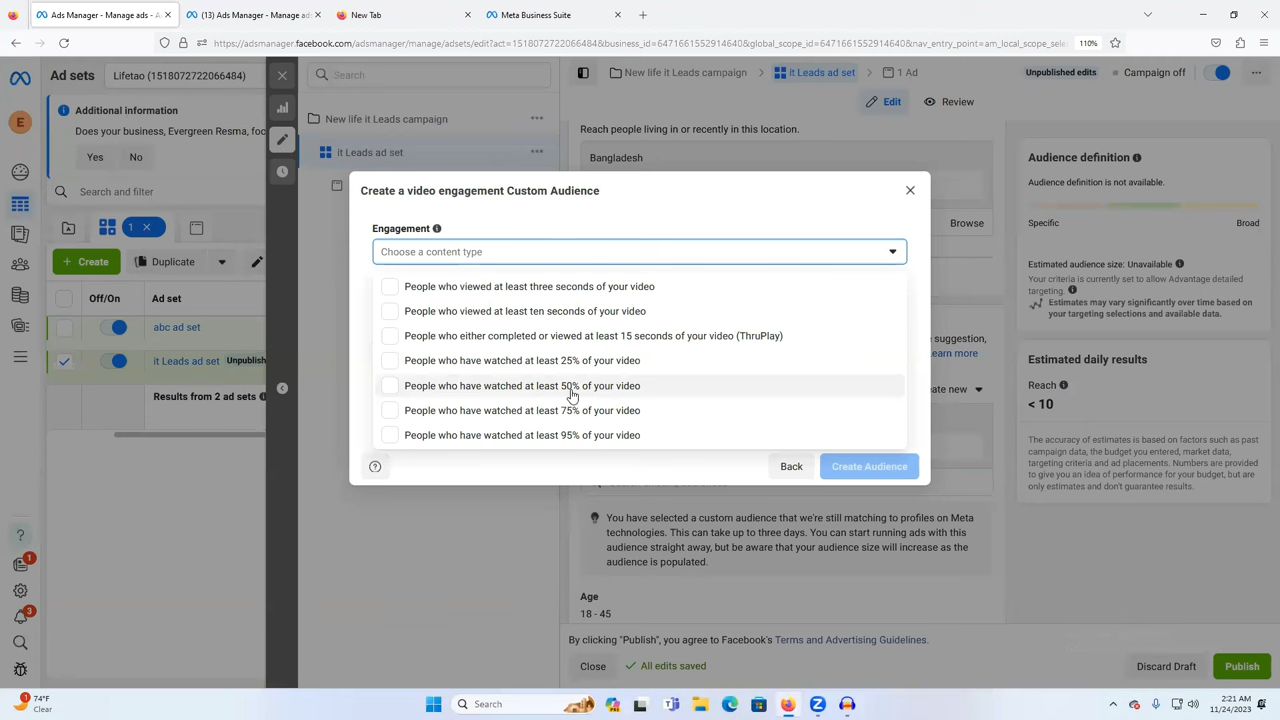 Ads Manager - Manage ads - A
(13) Ads Manager - Manage ad
New Tab
Meta Business Suite
https://adsmanager.facebook.com/adsmanager/manage/adsets/edit?act=1518072722066484&business_id=6471661552914640&global_scope_id=6471661552914640&nav_entry_point=am_local_scope_sele
110%
Ad sets
Lifetao (1518072722066484)
Search
New life it Leads campaign
it Leads ad set
1 Ad
Unpublished edits
Campaign off
Edit
Review
Additional information
Does your business, Evergreen Resma, fo
Yes
No
Search and filter
1
Create
Duplicate
Off/On
Ad set
abc ad set
it Leads ad set
Unpublish
Results from 2 ad sets
New life it Leads campaign
it Leads ad set
Reach people living in or recently in this location.
Bangladesh
Browse
Create a video engagement Custom Audience
Engagement
Choose a content type
People who viewed at least three seconds of your video
People who viewed at least ten seconds of your video
People who either completed or viewed at least 15 seconds of your video (ThruPlay)
People who have watched at least 25% of your video
People who have watched at least 50% of your video
People who have watched at least 75% of your video
People who have watched at least 95% of your video
Back
Create Audience
suggestion,
earn more
eate new
You have selected a custom audience that we're still matching to profiles on Meta
technologies. This can take up to three days. You can start running ads with this
audience straight away, but be aware that your audience size will increase as the
audience is populated.
Age
18 - 45
By clicking "Publish", you agree to Facebook's Terms and Advertising Guidelines.
Close
All edits saved
Discard Draft
Publish
Audience definition
Audience definition is not available.
Specific
Broad
Estimated audience size: Unavailable
Your criteria is currently set to allow Advantage detailed
targeting.
Estimates may vary significantly over time based on
your targeting selections and available data.
Estimated daily results
Reach
< 10
The accuracy of estimates is based on factors such as past
campaign data, the budget you entered, market data,
targeting criteria and ad placements. Numbers are provided
to give you an idea of performance for your budget, but are
only estimates and don't guarantee results.
E
1
3
1
74°F
Clear
Search
2:21 AM
11/24/2023